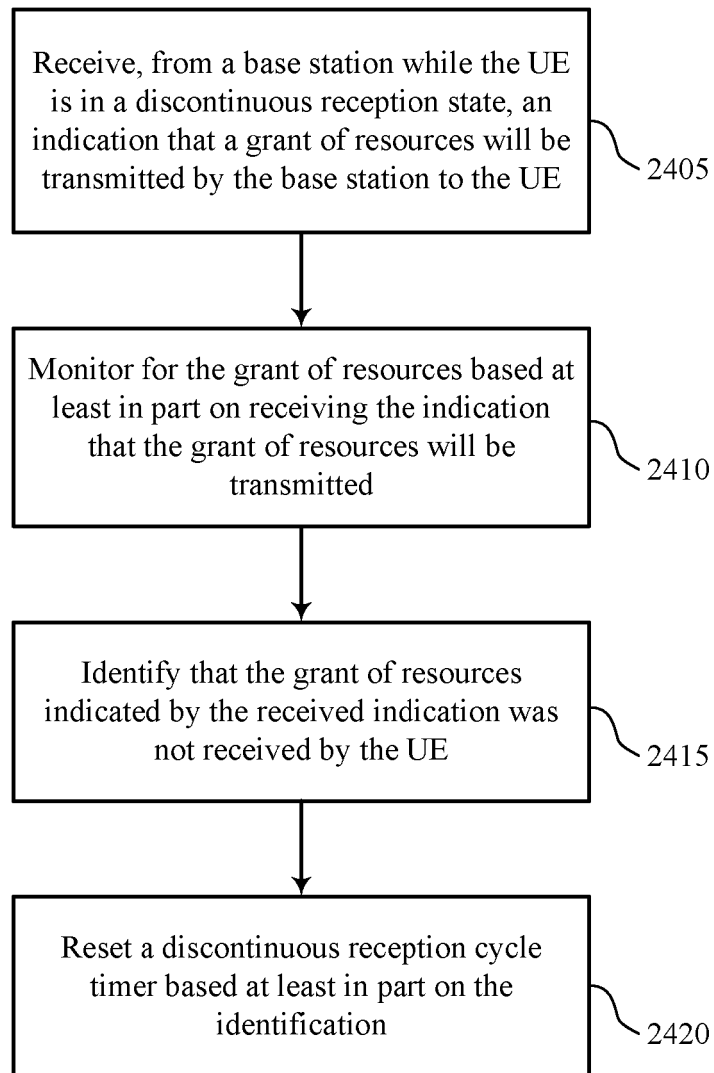 Receive, from a base station while the UE
is in a discontinuous reception state, an
indication that a grant of resources will be
transmitted by the base station to the UE
2405
Monitor for the grant of resources based at
least in part on receiving the indication
that the grant of resources will be
transmitted
2410
Identify that the grant of resources
indicated by the received indication was
not received by the UE
2415
Reset a discontinuous reception cycle
timer based at least in part on the
identification
2420